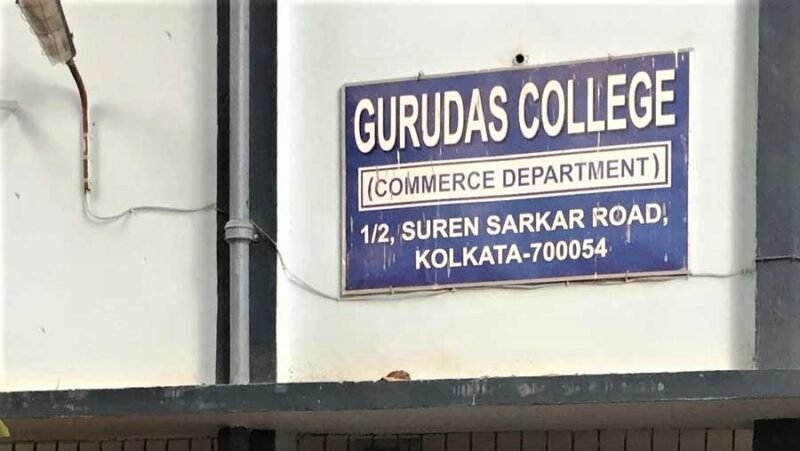 GURUDAS COLLEGE
(COMMERCE DEPARTMENT)
1/2, SUREN SARKAR ROAD,
KOLKATA-700054